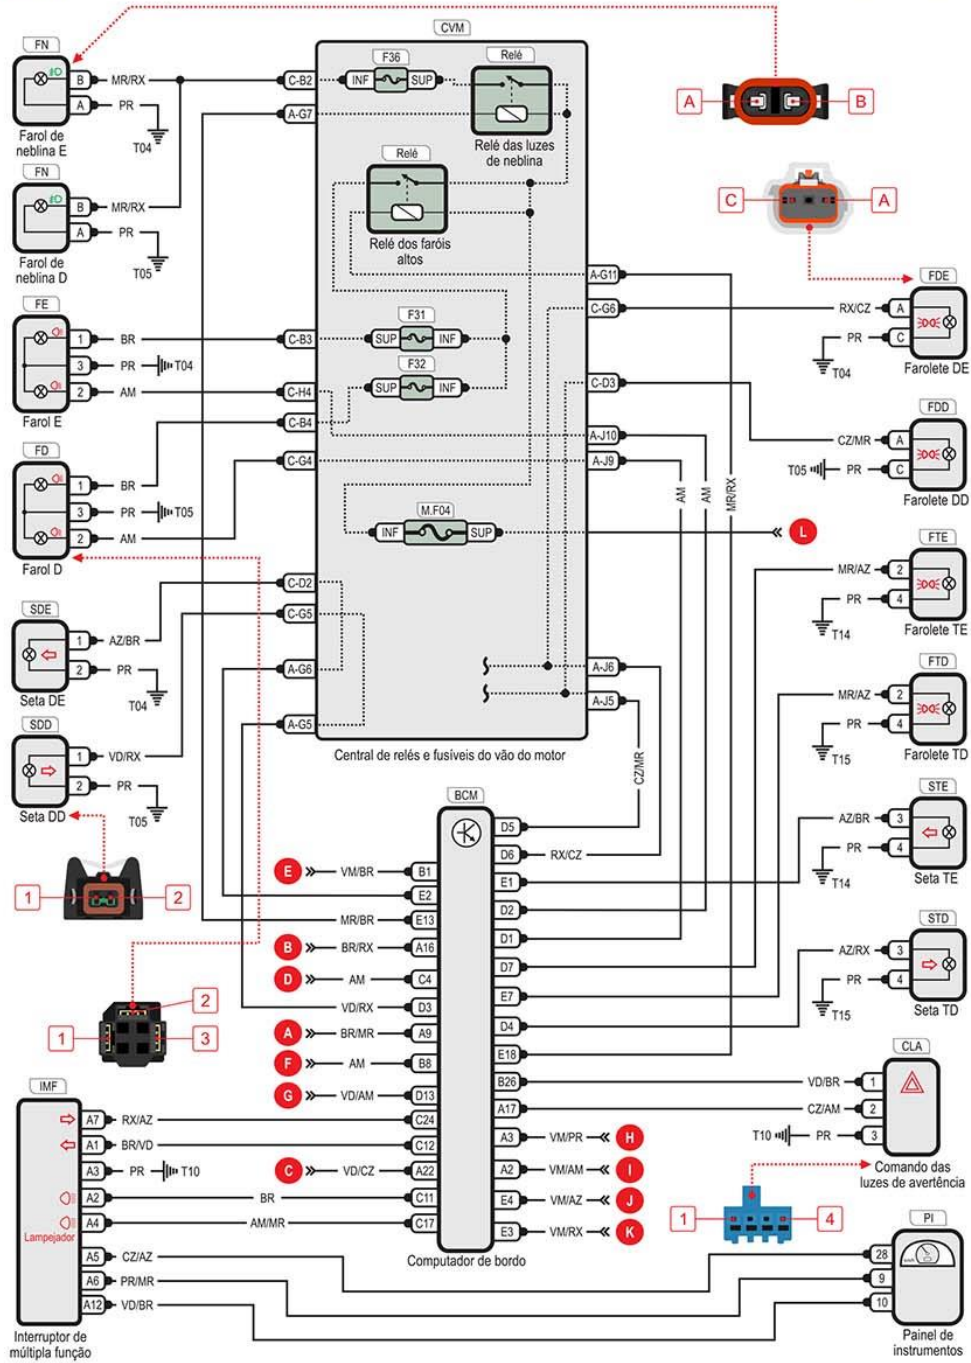 FN
B
MR/RX
A
PR
T04
Farol de
neblina E
FN
B
MR/RX
A
PR
T05
Farol de
neblina D
FE
1
BR
3
PR
T04
2
AM
Farol E
FD
1
BR
3
PR
T05
2
AM
Farol D
SDE
1
AZ/BR
2
PR
T04
Seta DE
SDD
1
VD/RX
2
PR
T05
Seta DD
1
2
1
2
3
CVM
C-B2
A-G7
C-B3
C-H4
C-B4
C-G4
C-D2
C-G5
A-G6
A-G5
F36
INF
SUP
Relé
Relé das luzes
de neblina
Relé
Relé dos faróis
altos
F31
SUP
INF
F32
SUP
INF
M.F04
INF
SUP
A-G11
C-G6
C-D3
A-J10
A-J9
A-J6
A-J5
AM
AM
MR/RX
CZ/MR
L
Central de relés e fusíveis do vão do motor
A
B
C
A
FDE
RX/CZ
A
PR
C
T04
Farolete DE
FDD
CZ/MR
A
T05
PR
C
Farolete DD
FTE
MR/AZ
2
PR
4
T14
Farolete TE
FTD
MR/AZ
2
PR
4
T15
Farolete TD
STE
AZ/BR
3
PR
4
T14
Seta TE
STD
AZ/RX
3
PR
4
T15
Seta TD
BCM
E
VM/BR
B1
E2
MR/BR
E13
B
BR/RX
A16
D
AM
C4
VD/RX
D3
A
BR/MR
A9
F
AM
B8
G
VD/AM
D13
C24
C12
C
VD/CZ
A22
C11
C17
D5
D6
RX/CZ
E1
D2
D1
D7
E7
D4
E18
B26
A17
A3
VM/PR
H
A2
VM/AM
I
E4
VM/AZ
J
E3
VM/RX
K
Computador de bordo
CLA
VD/BR
1
CZ/AM
2
T10
PR
3
Comando das
luzes de avertência
1
4
IMF
A7
RX/AZ
A1
BR/VD
A3
PR
T10
A2
BR
A4
AM/MR
Lampejador
A5
CZ/AZ
A6
PR/MR
A12
VD/BR
Interruptor de
múltipla função
PI
28
9
10
Painel de
instrumentos